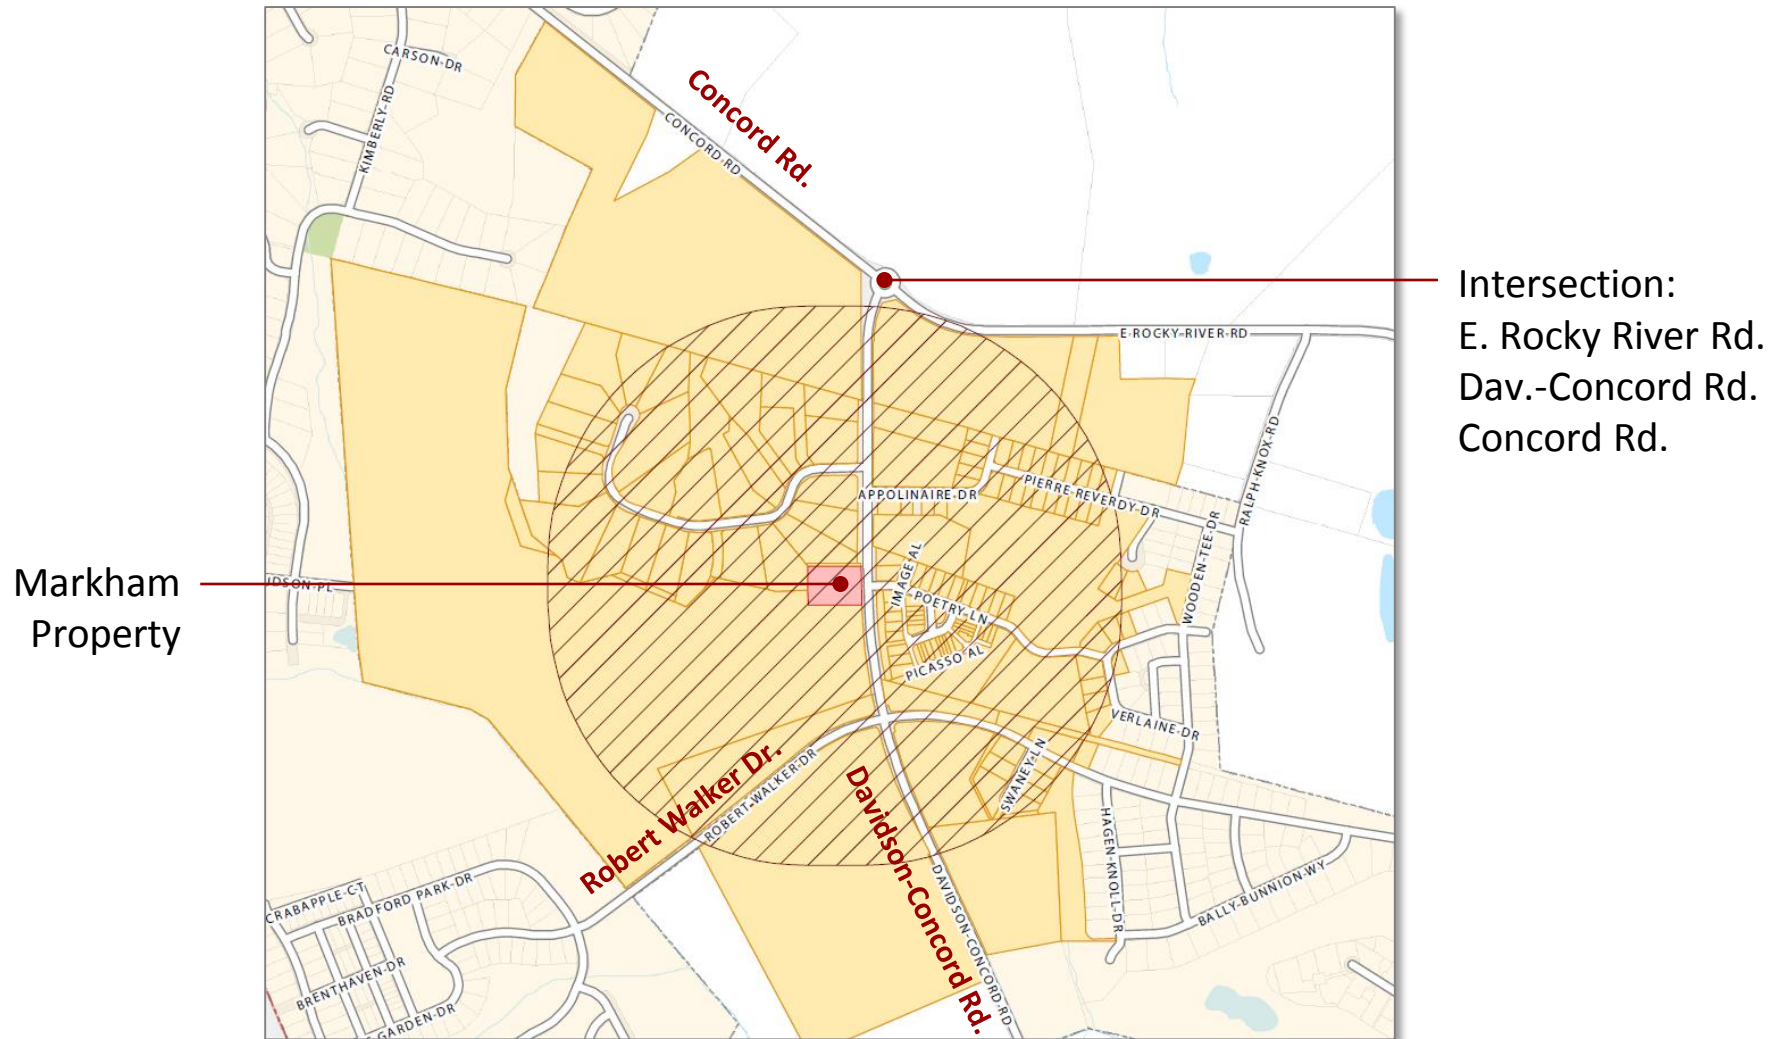 CARSON DR
KIMBERLY-RD
Concord Rd.
CONCORD-RD
Intersection:
E. Rocky River Rd.
Dav.-Concord Rd.
Concord Rd.
E-ROCKY-RIVER-RD
RALPH-KNOX-RD
APPOLINAIRE-DR
PIERRE-REVERDY-DR
WOODEN-TEE-DR
Markham
Property
IDSON-PL
IMAGE-AL
POETRY-LN
PICASSO AL
VERLAINE-DR
SWANEY-LN
Robert Walker Dr.
ROBERT-WALKER-DR
Davidson-Concord Rd.
DAVIDSON-CONCORD-RD
HAGEN-KNOLL-DR
BALLY-BUNNION-WY
CRABAPPLE-CT
BRADFORD PARK-DR
BRENTHAVEN-DR
GARDEN-DR